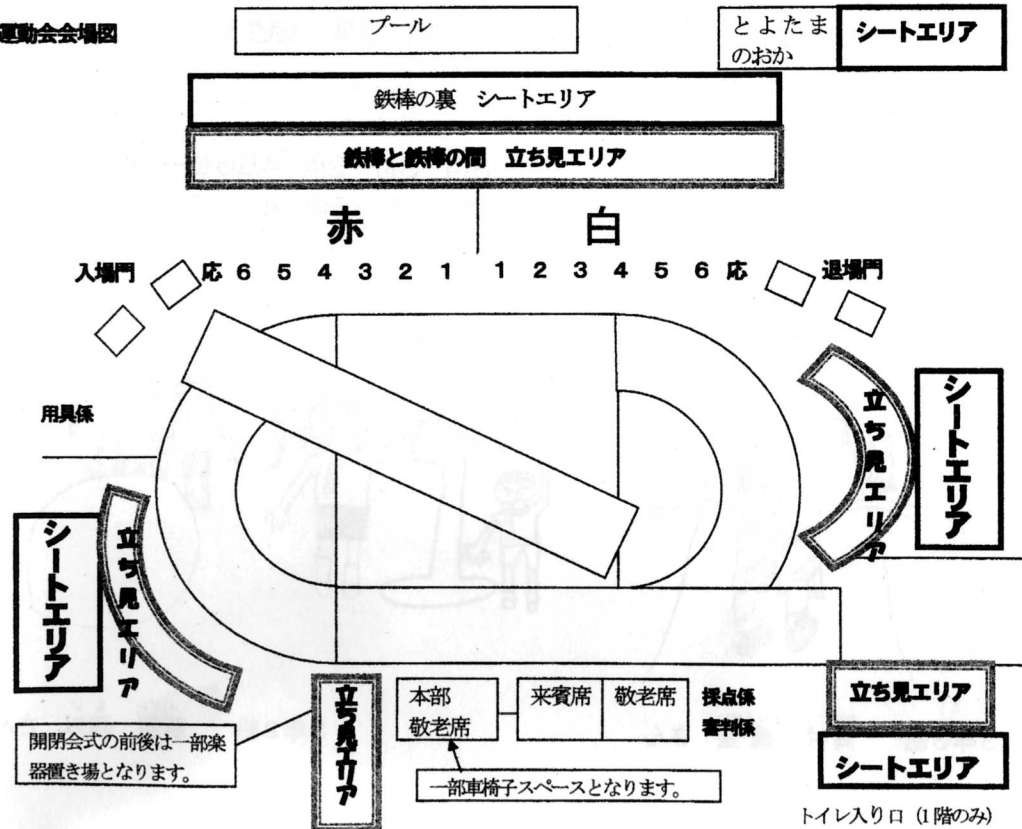 運動会会場図
プール
とよたま
のおか
シートエリア
鉄棒の裏　シートエリア
鉄棒と鉄棒の間　立ち見エリア
赤　白
入場門　応 6 5 4 3 2 1　1 2 3 4 5 6 応　退場門
用具係
立ち見エリア
シートエリア
シートエリア
立ち見エリア
立ち見エリア
本部
敬老席
来賓席
敬老席
採点係
審判係
立ち見エリア
シートエリア
開閉会式の前後は一部楽
器置き場となります。
一部車椅子スペースとなります。
トイレ入り口（1階のみ）